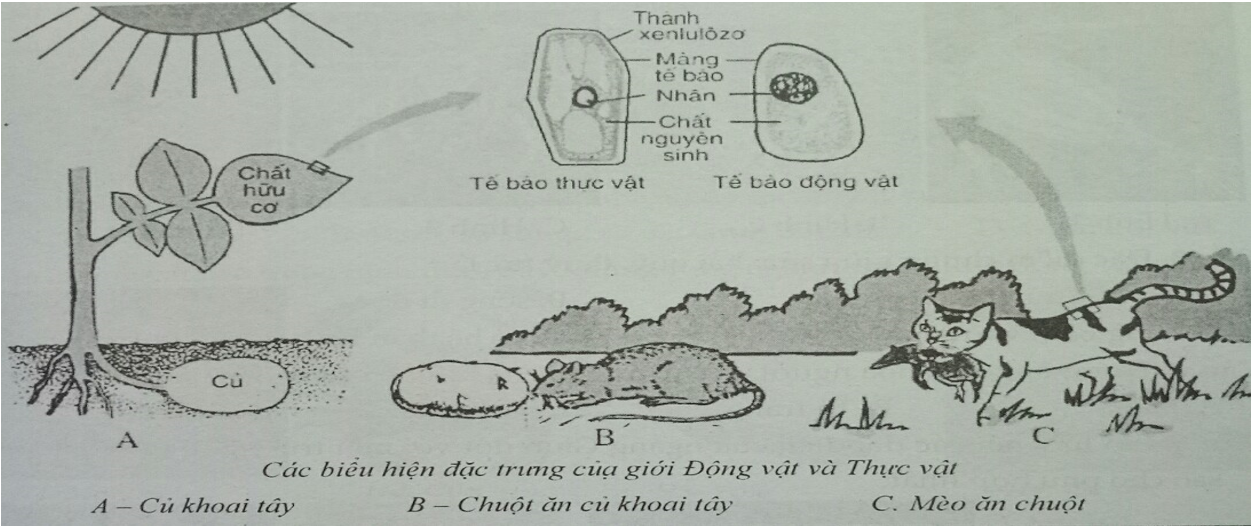 Thành
xenlulôzơ
Màng
tế bào
Nhân
Chất
nguyên
sinh
Tế bào thực vật
Tế bào động vật
Chất
hữu
cơ
Củ
A
B
C
Các biểu hiện đặc trưng của giới Động vật và Thực vật
A – Củ khoai tây
B – Chuột ăn củ khoai tây
C. Mèo ăn chuột